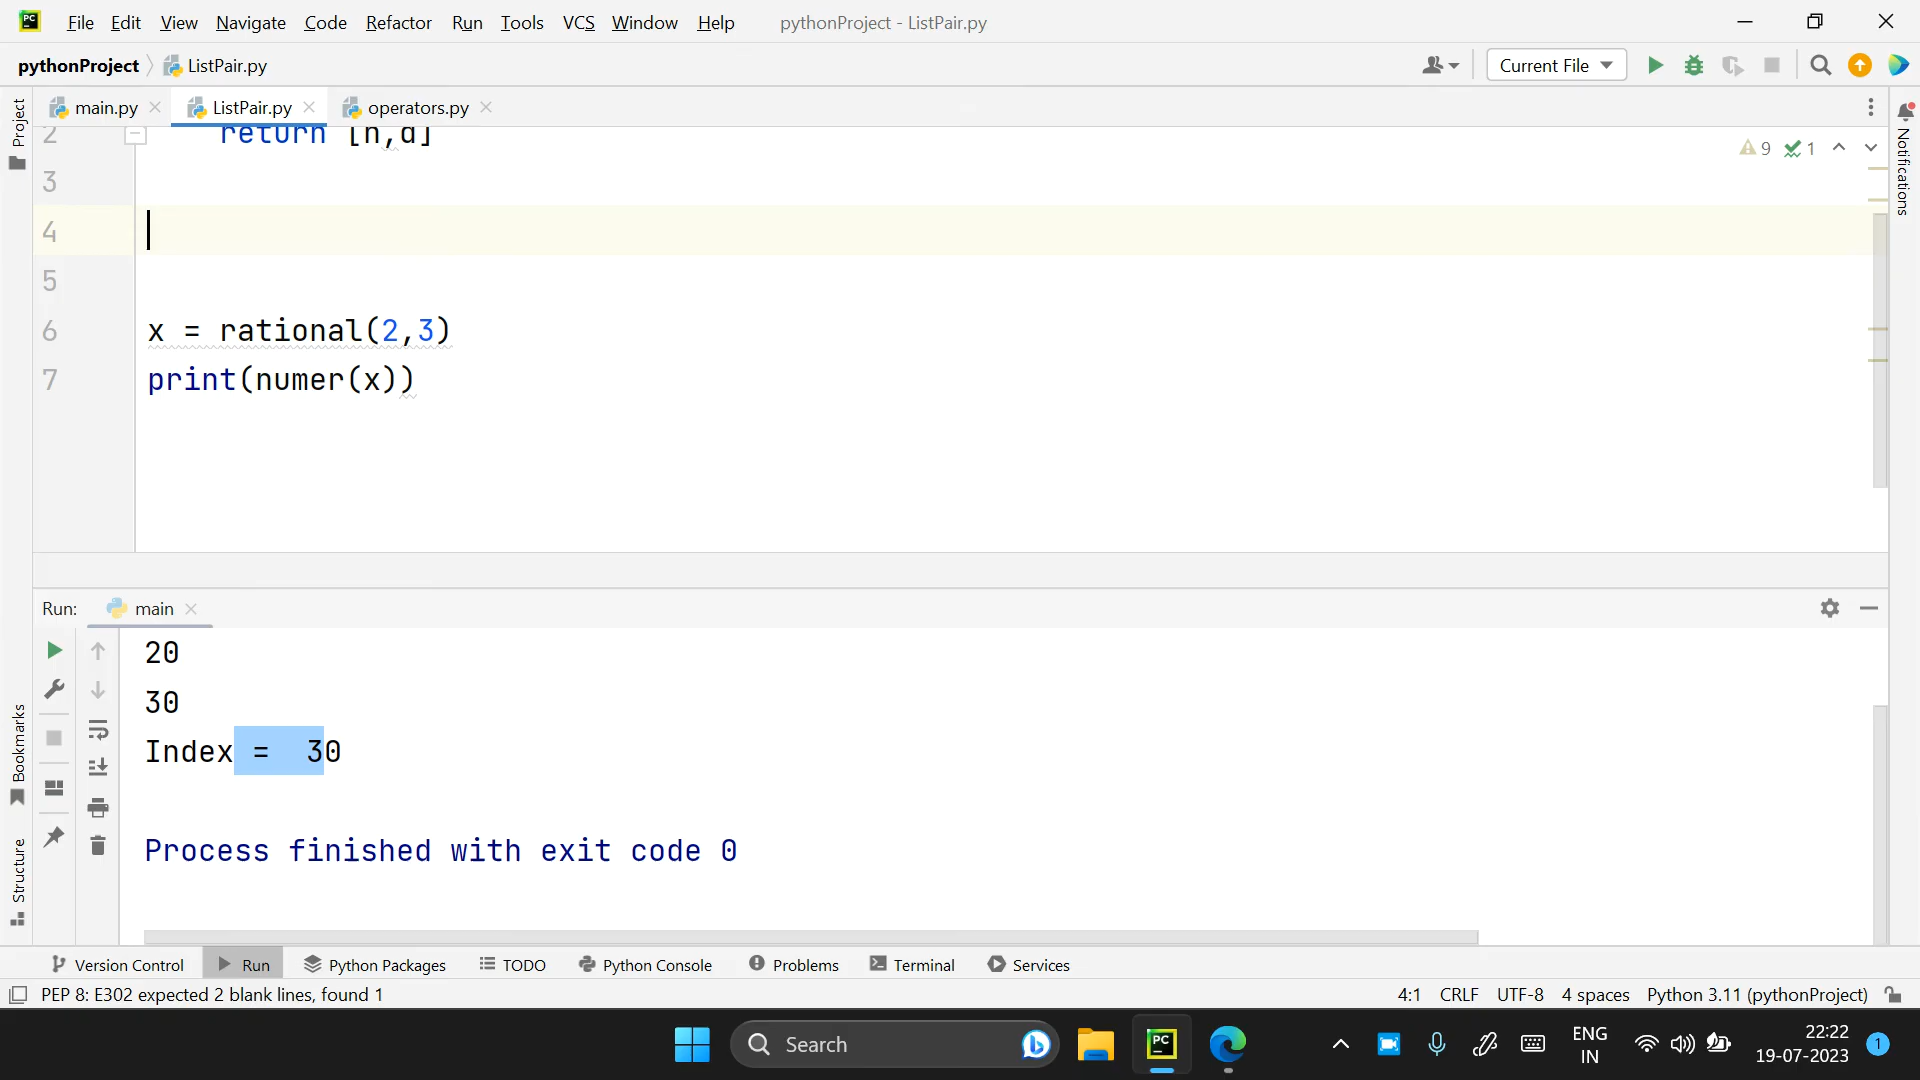 PC File Edit View Navigate Code Refactor Run Tools VCS Window Help pythonProject - ListPair.py
pythonProject ListPair.py Current File
main.py ListPair.py operators.py
Project
Notifications
2 return [n,d]
9 1
3
4
5
6 x = rational(2,3)
7 print(numer(x))
Run: main
20
30
Index = 30
Process finished with exit code 0
Bookmarks
Structure
Version Control Run Python Packages TODO Python Console Problems Terminal Services
PEP 8: E302 expected 2 blank lines, found 1 4:1 CRLF UTF-8 4 spaces Python 3.11 (pythonProject)
Search PC ENG 22:22
IN 19-07-2023 1